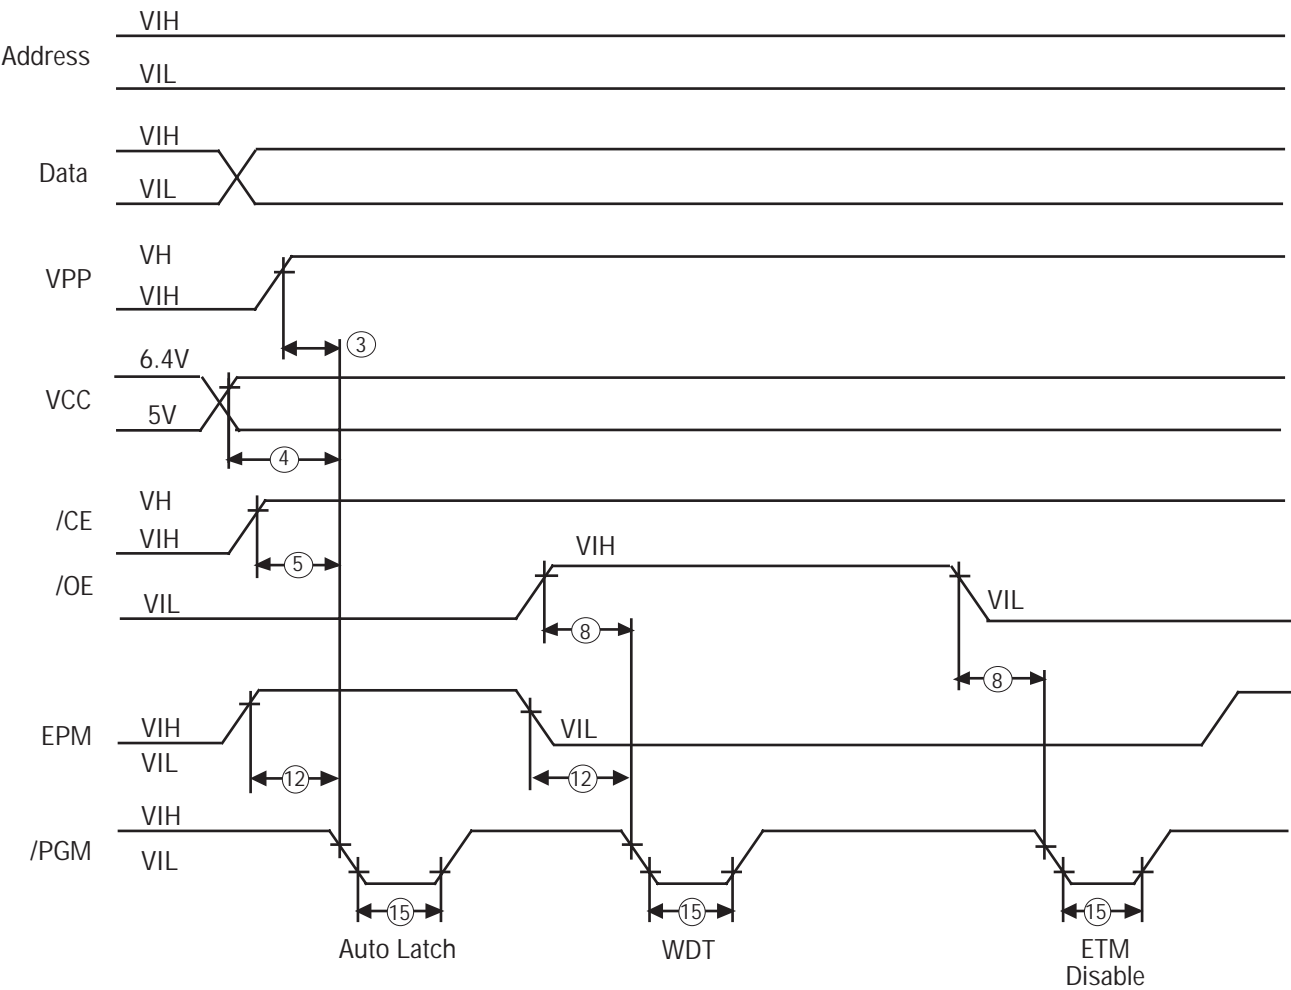 VIH
Address
VIL
VIH
Data
VIL
VH
VPP
VIH
3
6.4V
VCC
5V
4
VH
/CE
VIH
5
VIH
/OE
VIL
VIL
8
8
EPM
VIH
VIL
VIL
12
12
VIH
/PGM
VIL
15
15
15
Auto Latch
WDT
ETM
Disable